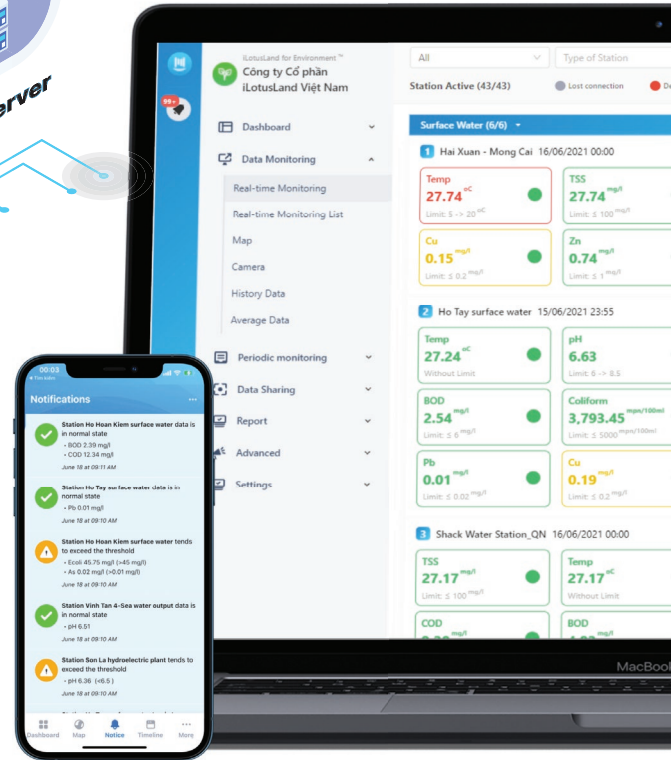 erver
iLotusLand for Environment™
Công ty Cổ phần
iLotusLand Việt Nam
99+
Dashboard
Data Monitoring
Real-time Monitoring
Real-time Monitoring List
Map
Camera
History Data
Average Data
Periodic monitoring
Data Sharing
Report
Advanced
Settings
All
Type of Station
Station Active (43/43)
Lost connection
Surface Water (6/6)
1 Hai Xuan - Mong Cai 16/06/2021 00:00
Temp
27.74 °C
Limit: 5 -> 20 °C
TSS
27.74 mg/l
Limit: ≤ 100 mg/l
Cu
0.15 mg/l
Limit: ≤ 0.2 mg/l
Zn
0.74 mg/l
Limit: ≤ 1 mg/l
2 Ho Tay surface water 15/06/2021 23:55
Temp
27.24 °C
Without Limit
pH
6.63
Limit: 6 -> 8.5
BOD
2.54 mg/l
Limit: ≤ 6 mg/l
Coliform
3,793.45 mpn/100ml
Limit: ≤ 5000 mpn/100ml
Pb
0.01 mg/l
Limit: ≤ 0.02 mg/l
Cu
0.19 mg/l
Limit: ≤ 0.2 mg/l
3 Shack Water Station_QN 16/06/2021 00:00
TSS
27.17 mg/l
Limit: ≤ 100 mg/l
Temp
27.17 °C
Without Limit
COD
mg/l
BOD
mg/l
MacBook
00:03
Notifications
Station Ho Hoan Kiem surface water data is
in normal state
- BOD 2.39 mg/l
- COD 12.34 mg/l
June 18 at 09:11 AM
Station Ho Tay surface water data is in
normal state
- Pb 0.01 mg/l
June 18 at 09:10 AM
Station Ho Hoan Kiem surface water tends
to exceed the threshold
- Ecoli 45.75 mg/l (>45 mg/l)
- As 0.02 mg/l (>0.01 mg/l)
June 18 at 09:10 AM
Station Vinh Tan 4-Sea water output data is
in normal state
- pH 6.51
June 18 at 09:10 AM
Station Son La hydroelectric plant tends to
exceed the threshold
- pH 6.36 (<6.5 )
June 18 at 09:10 AM
Dashboard
Map
Notice
Timeline
More